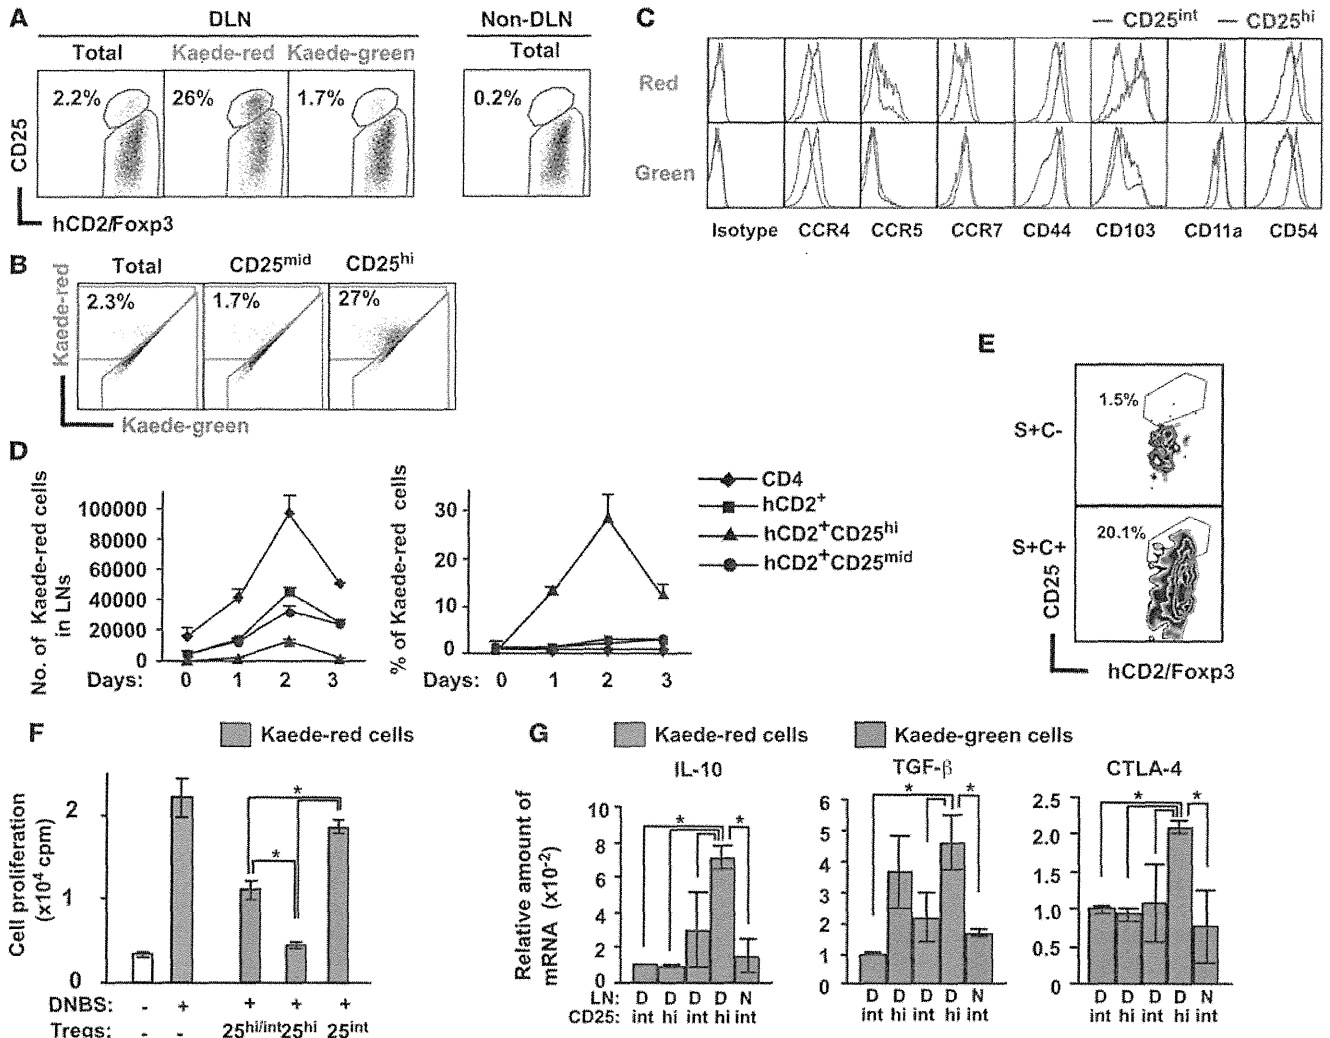 A
DLN
Non-DLN
Total Kaede-red Kaede-green
Total
2.2% 26% 1.7%
0.2%
CD25
hCD2/Foxp3
B
Total CD25mid CD25hi
2.3% 1.7% 27%
Kaede-red
Kaede-green
C
CD25int CD25hi
Red
Green
Isotype CCR4 CCR5 CCR7 CD44 CD103 CD11a CD54
D
No. of Kaede-red cells in LNs
100000
80000
60000
40000
20000
0
Days: 0 1 2 3
% of Kaede-red cells
30
20
10
0
Days: 0 1 2 3
CD4
hCD2+
hCD2+CD25hi
hCD2+CD25mid
E
S+C-
1.5%
S+C+
20.1%
CD25
hCD2/Foxp3
F
Kaede-red cells
Cell proliferation (x10⁴ cpm)
2
1
0
* *
DNBS: - + + + +
Tregs: - - 25hi/int 25hi 25int
G
Kaede-red cells Kaede-green cells
Relative amount of mRNA (x10-2)
IL-10
10
8
6
4
2
0
* *
LN: D D D D N
CD25: int hi int hi int
TGF-β
6
5
4
3
2
1
0
* *
D D D D N
int hi int hi int
CTLA-4
2.5
2.0
1.5
1.0
0.5
0
* *
D D D D N
int hi int hi int